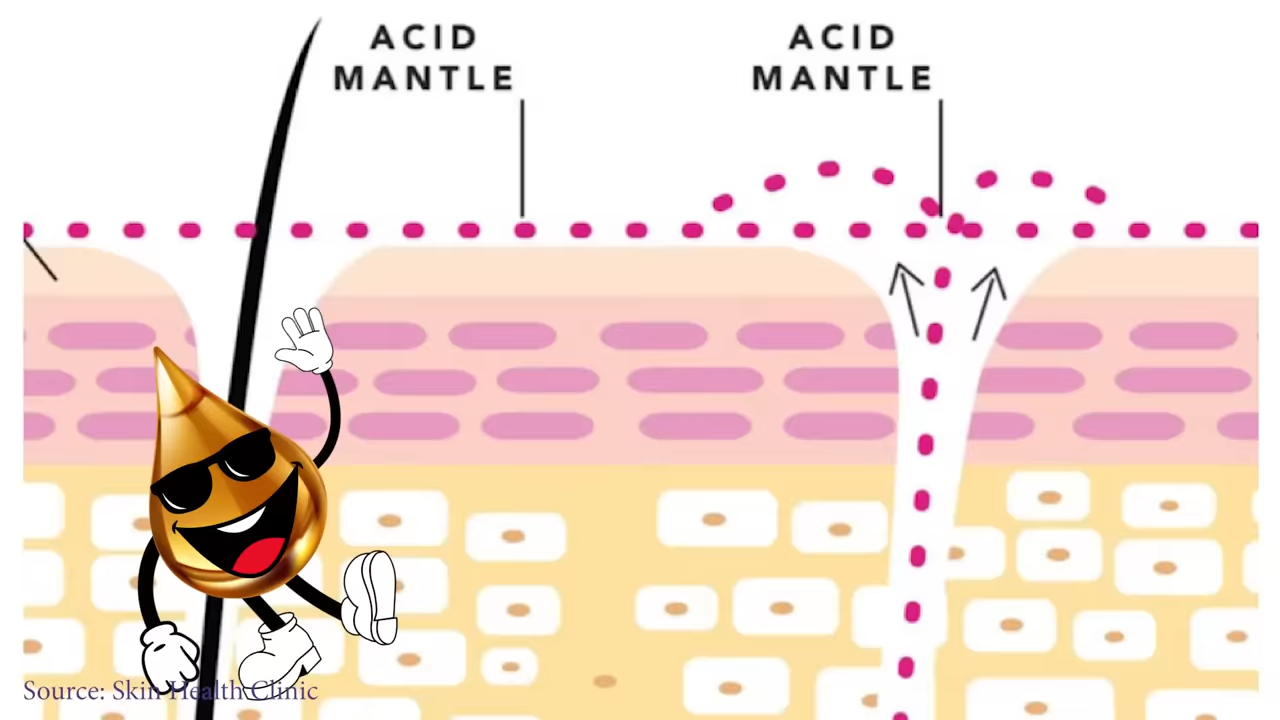 ACID
MANTLE
ACID
MANTLE
Source: Skin Health Clinic